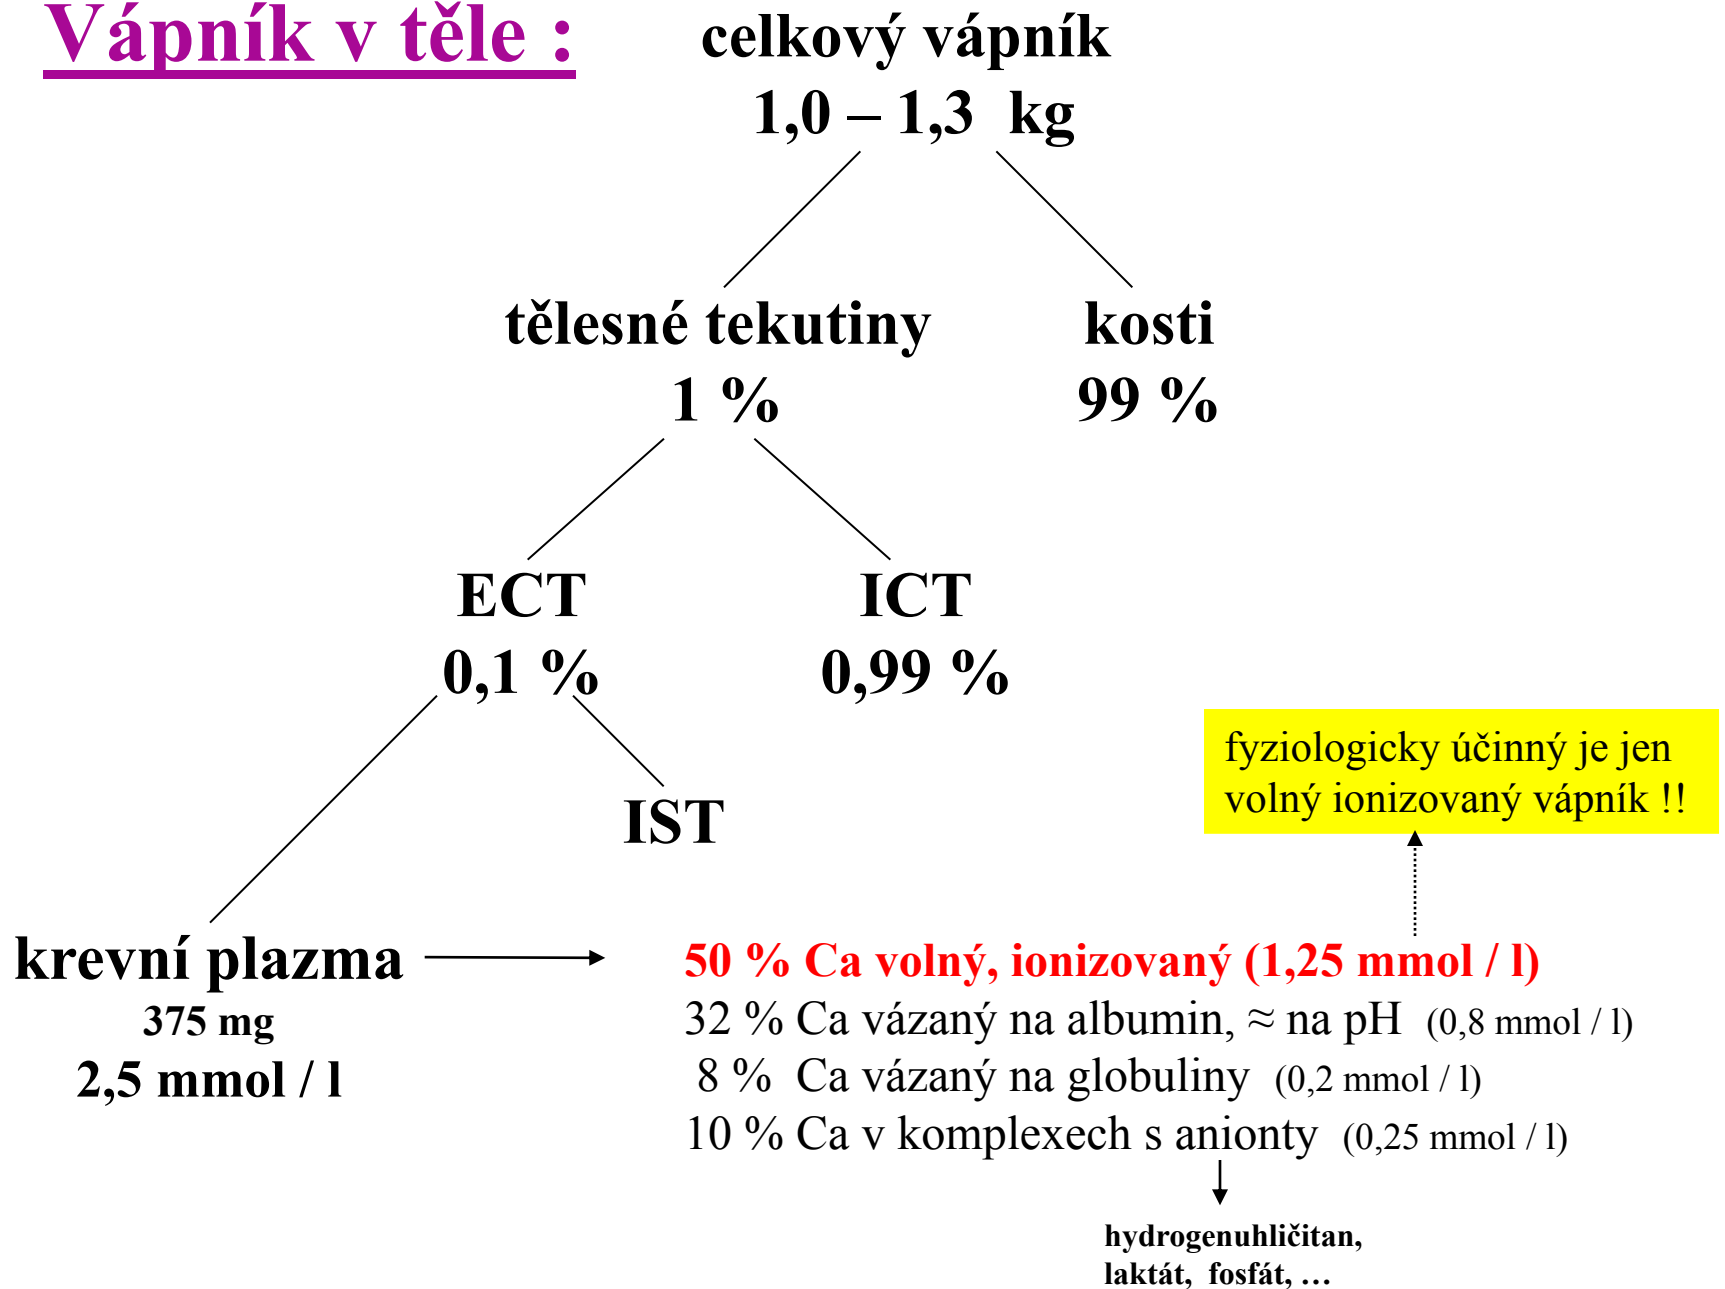 Vápník v těle :
celkový vápník
1,0 – 1,3 kg
tělesné tekutiny
1 %
kosti
99 %
ECT
0,1 %
ICT
0,99 %
IST
fyziologicky účinný je jen
volný ionizovaný vápník !!
krevní plazma
375 mg
2,5 mmol / l
50 % Ca volný, ionizovaný (1,25 mmol / l)
32 % Ca vázaný na albumin, ≈ na pH (0,8 mmol / l)
8 % Ca vázaný na globuliny (0,2 mmol / l)
10 % Ca v komplexech s anionty (0,25 mmol / l)
hydrogenuhličitan,
laktát, fosfát, …